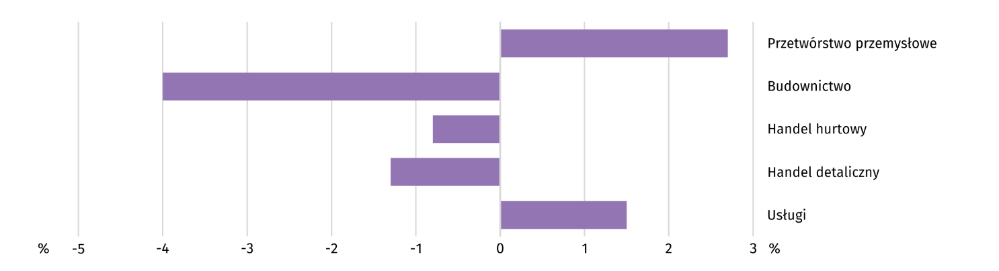 Przetwórstwo przemysłowe
Budownictwo
Handel hurtowy
Handel detaliczny
Usługi
% -5 -4 -3 -2 -1 0 1 2 3 %